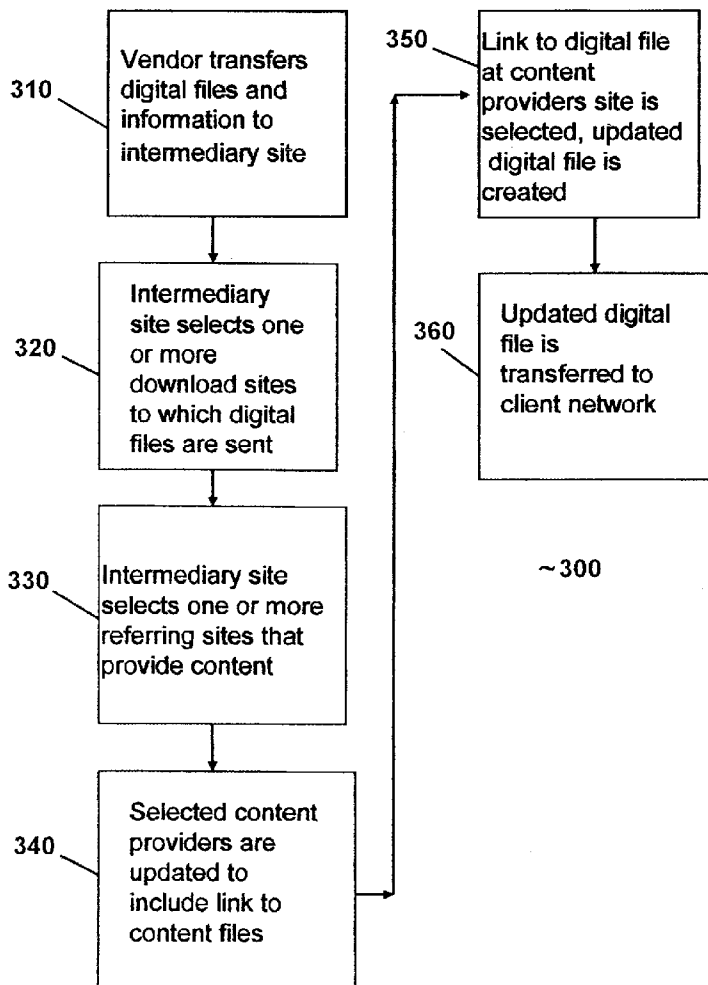 310
Vendor transfers
digital files and
information to
intermediary site
320
Intermediary
site selects one
or more
download sites
to which digital
files are sent
330
Intermediary site
selects one or more
referring sites that
provide content
340
Selected content
providers are
updated to
include link to
content files
350
Link to digital file
at content
providers site is
selected, updated
digital file is
created
360
Updated digital
file is
transferred to
client network
~300